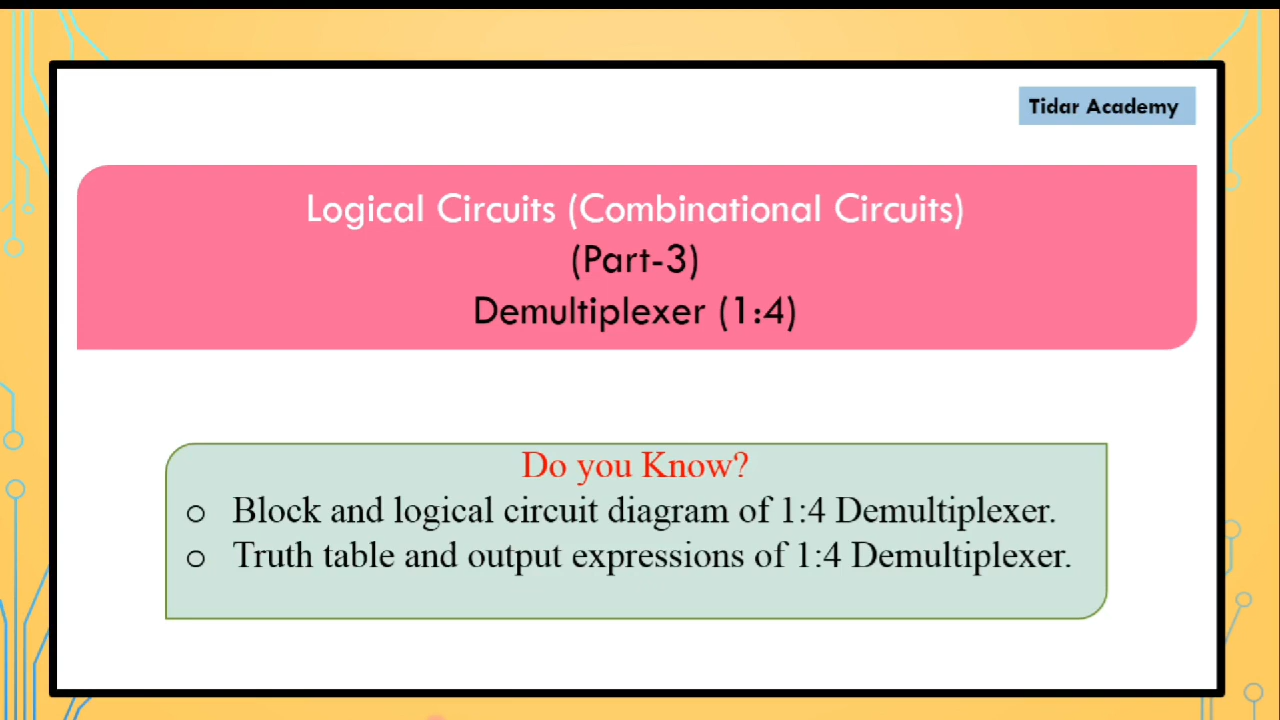 Tidar Academy
Logical Circuits (Combinational Circuits)
(Part-3)
Demultiplexer (1:4)
Do you Know?
o Block and logical circuit diagram of 1:4 Demultiplexer.
o Truth table and output expressions of 1:4 Demultiplexer.